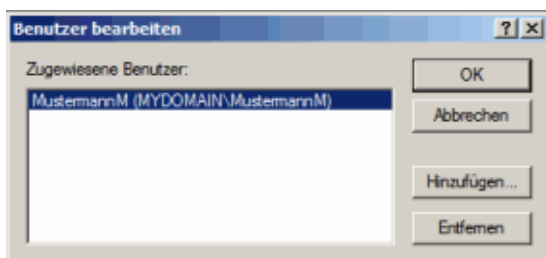 Benutzer bearbeiten
Zugewiesene Benutzer:
MustermannM (MYDOMAIN\MustermannM)
OK
Abbrechen
Hinzufügen...
Entfernen